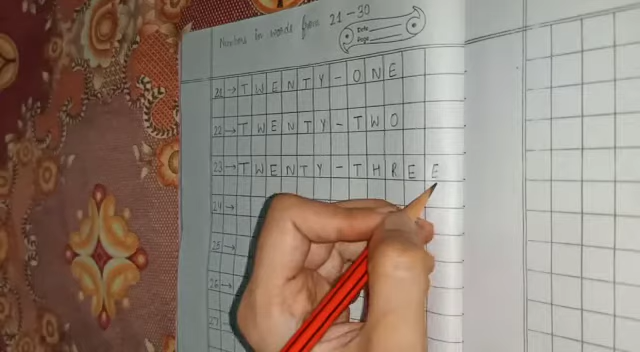 Numbers in words from 21 - 30
Date
Page
21 → TWENTY-ONE
22 → TWENTY-TWO
23 → TWENTY-THREE
24 →
25 →
26 →
27